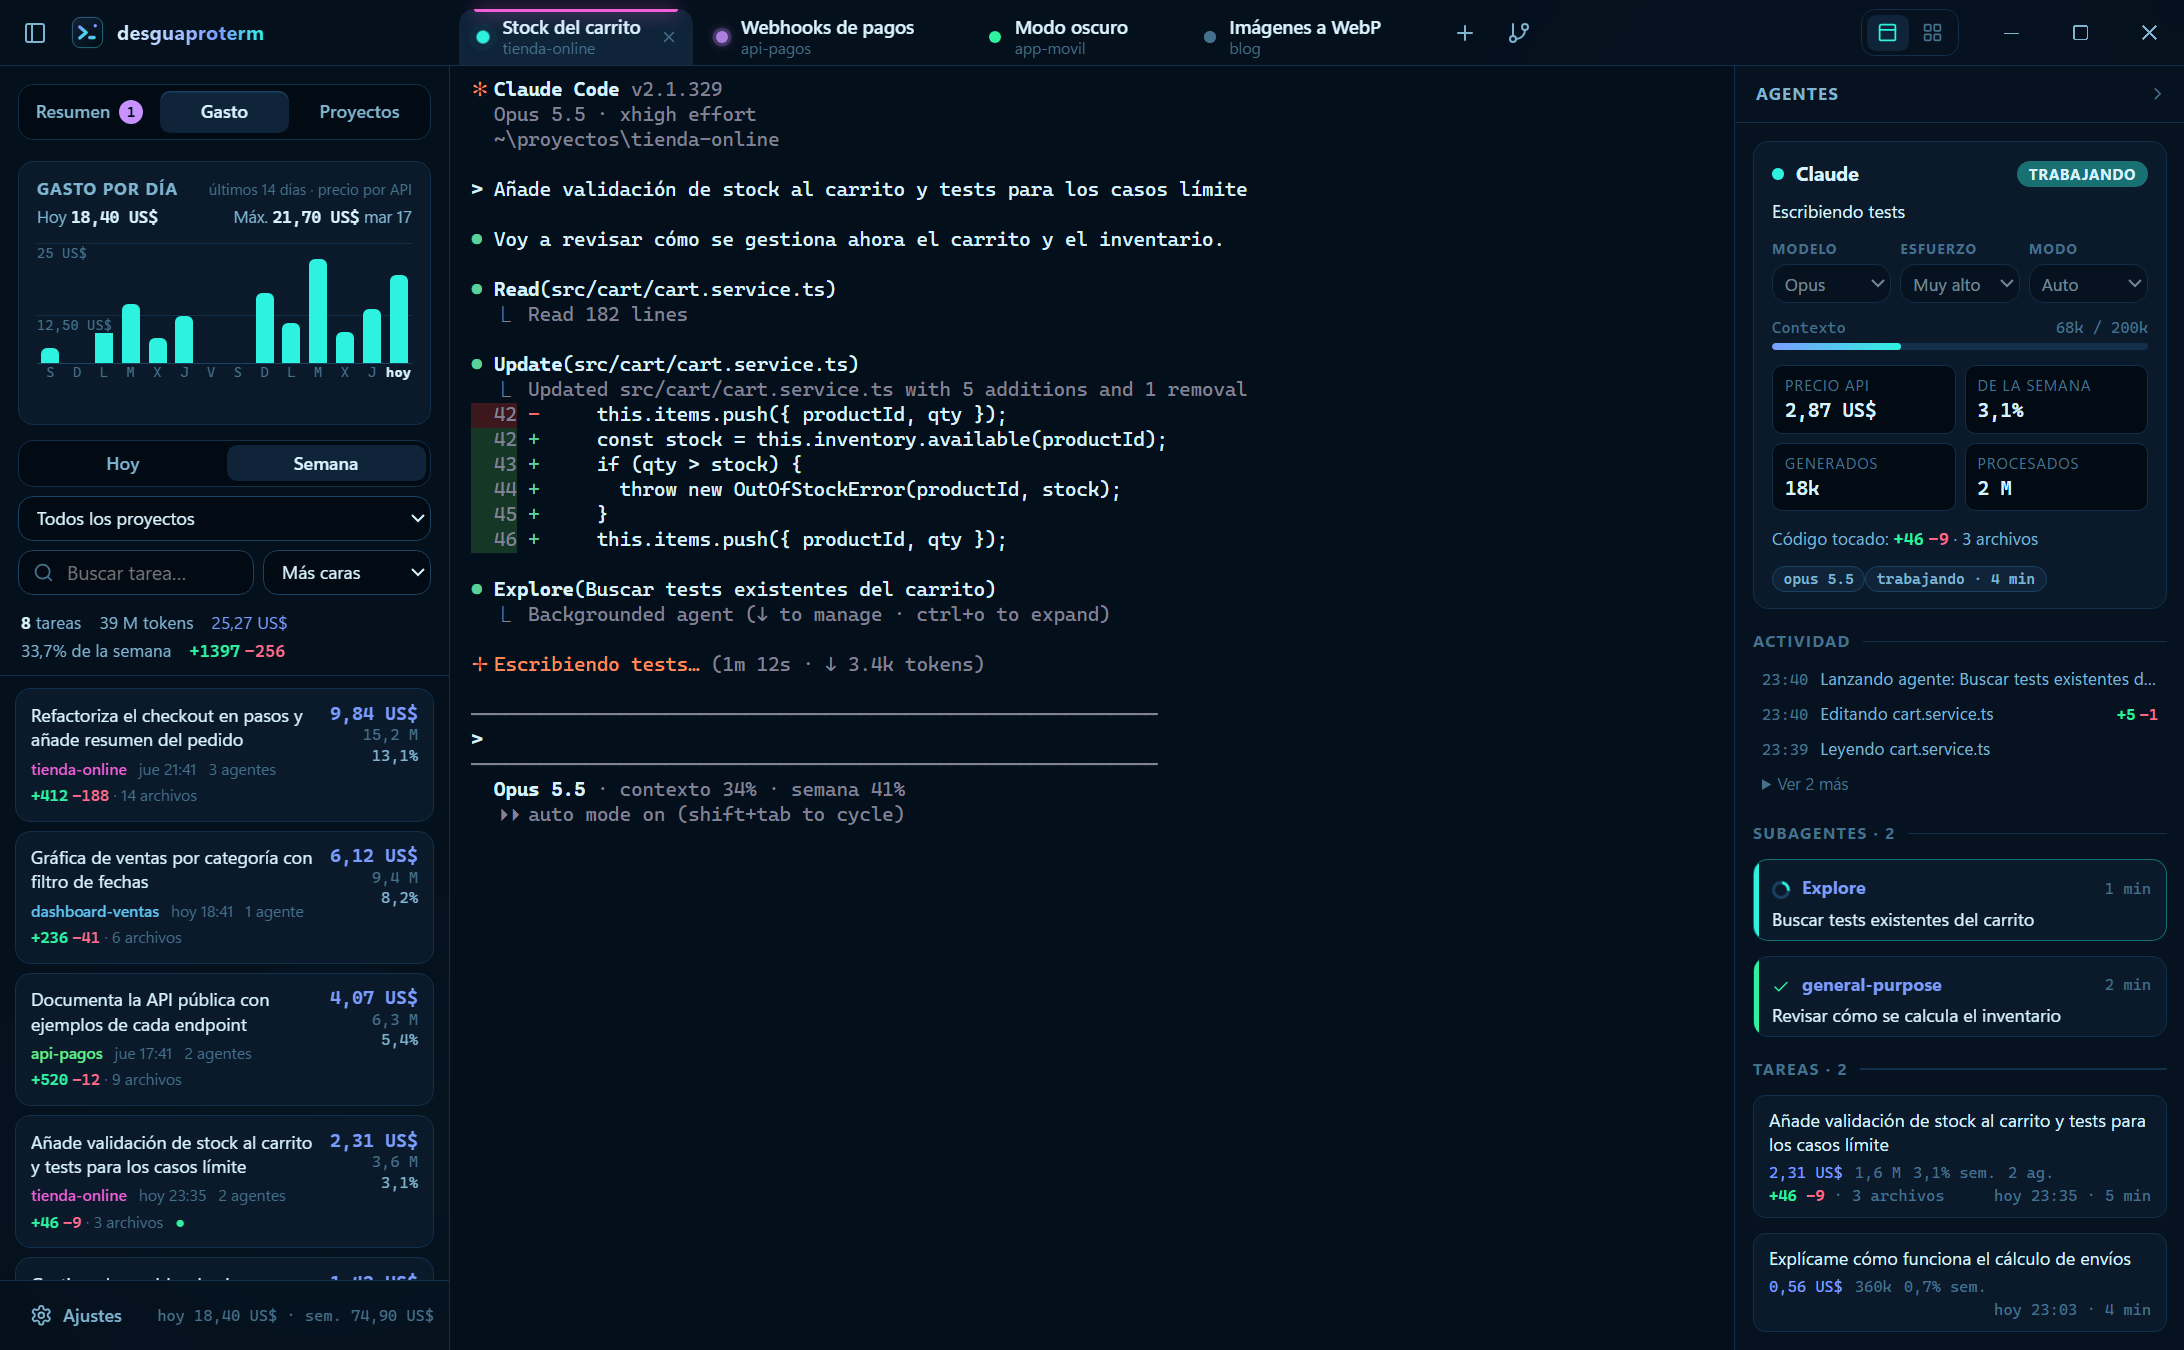 desguaproterm
Stock del carrito
tienda-online
Webhooks de pagos
api-pagos
Modo oscuro
app-movil
Imágenes a WebP
blog
Resumen 1
Gasto
Proyectos
GASTO POR DÍA
últimos 14 días · precio por API
Hoy 18,40 US$
Máx. 21,70 US$ mar 17
25 US$
12,50 US$
S D L M X J V S D L M X J hoy
Hoy
Semana
Todos los proyectos
Buscar tarea...
Más caras
8 tareas 39 M tokens 25,27 US$
33,7% de la semana +1397 −256
Refactoriza el checkout en pasos y
añade resumen del pedido
9,84 US$
15,2 M
13,1%
tienda-online jue 21:41 3 agentes
+412 −188 · 14 archivos
Gráfica de ventas por categoría con
filtro de fechas
6,12 US$
9,4 M
8,2%
dashboard-ventas hoy 18:41 1 agente
+236 −41 · 6 archivos
Documenta la API pública con
ejemplos de cada endpoint
4,07 US$
6,3 M
5,4%
api-pagos jue 17:41 2 agentes
+520 −12 · 9 archivos
Añade validación de stock al carrito
y tests para los casos límite
2,31 US$
3,6 M
3,1%
tienda-online hoy 23:35 2 agentes
+46 −9 · 3 archivos
Ajustes
hoy 18,40 US$ · sem. 74,90 US$
Claude Code v2.1.329
Opus 5.5 · xhigh effort
~\proyectos\tienda-online
> Añade validación de stock al carrito y tests para los casos límite
● Voy a revisar cómo se gestiona ahora el carrito y el inventario.
● Read(src/cart/cart.service.ts)
⎿ Read 182 lines
● Update(src/cart/cart.service.ts)
⎿ Updated src/cart/cart.service.ts with 5 additions and 1 removal
42 - this.items.push({ productId, qty });
42 + const stock = this.inventory.available(productId);
43 + if (qty > stock) {
44 + throw new OutOfStockError(productId, stock);
45 + }
46 + this.items.push({ productId, qty });
● Explore(Buscar tests existentes del carrito)
⎿ Backgrounded agent (↓ to manage · ctrl+o to expand)
Escribiendo tests… (1m 12s · ↓ 3.4k tokens)
>
Opus 5.5 · contexto 34% · semana 41%
⏵⏵ auto mode on (shift+tab to cycle)
AGENTES
Claude
TRABAJANDO
Escribiendo tests
MODELO ESFUERZO MODO
Opus Muy alto Auto
Contexto 68k / 200k
PRECIO API
2,87 US$
DE LA SEMANA
3,1%
GENERADOS
18k
PROCESADOS
2 M
Código tocado: +46 −9 · 3 archivos
opus 5.5
trabajando · 4 min
ACTIVIDAD
23:40 Lanzando agente: Buscar tests existentes d...
23:40 Editando cart.service.ts +5 −1
23:39 Leyendo cart.service.ts
▶ Ver 2 más
SUBAGENTES · 2
Explore 1 min
Buscar tests existentes del carrito
general-purpose 2 min
Revisar cómo se calcula el inventario
TAREAS · 2
Añade validación de stock al carrito y tests para
los casos límite
2,31 US$ 1,6 M 3,1% sem. 2 ag.
+46 −9 · 3 archivos hoy 23:35 · 5 min
Explícame cómo funciona el cálculo de envíos
0,56 US$ 360k 0,7% sem.
hoy 23:03 · 4 min